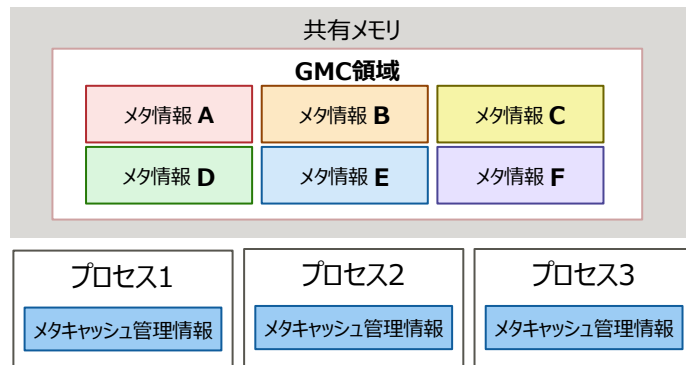 共有メモリ
GMC領域
メタ情報 A
メタ情報 B
メタ情報 C
メタ情報 D
メタ情報 E
メタ情報 F
プロセス1
プロセス2
プロセス3
メタキャッシュ管理情報
メタキャッシュ管理情報
メタキャッシュ管理情報